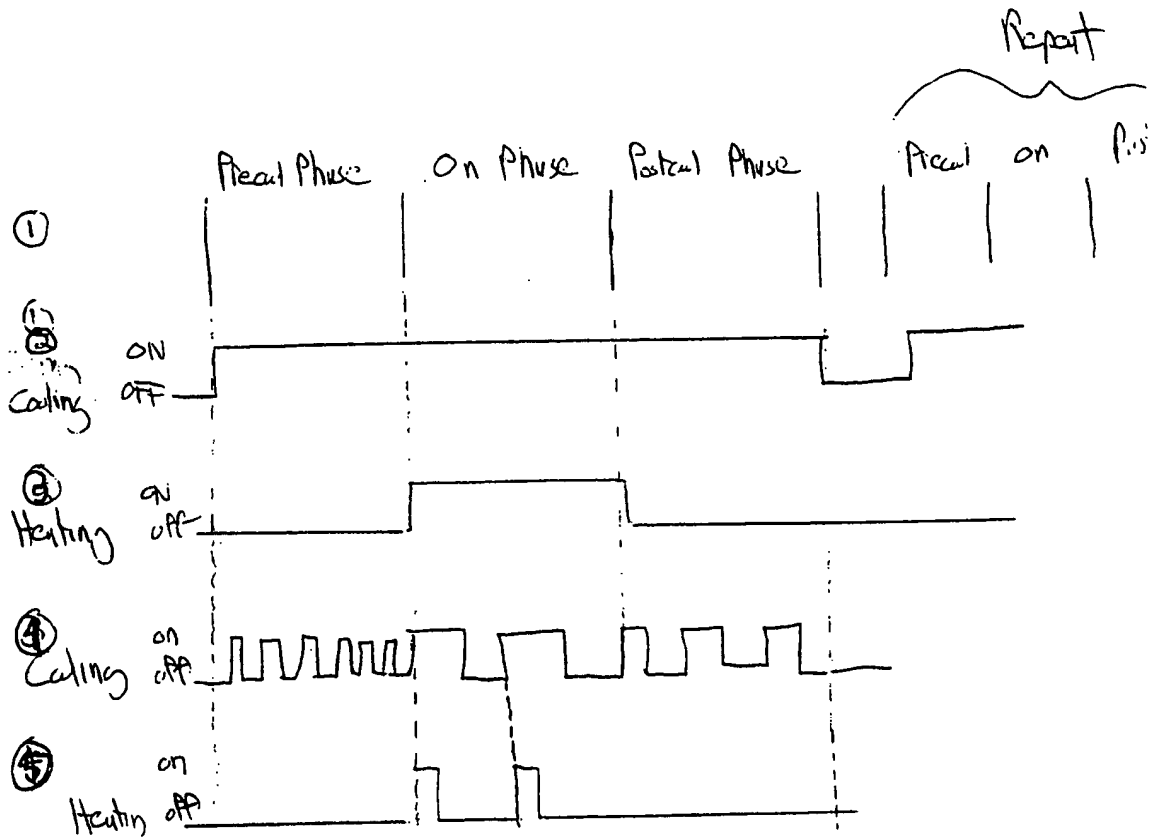 Repeat
Precool Phase On Phase Postcool Phase Precool on
①
ON
Cooling OFF
③ ON
Heating off
④ on
Cooling off
⑤ on
Heating off